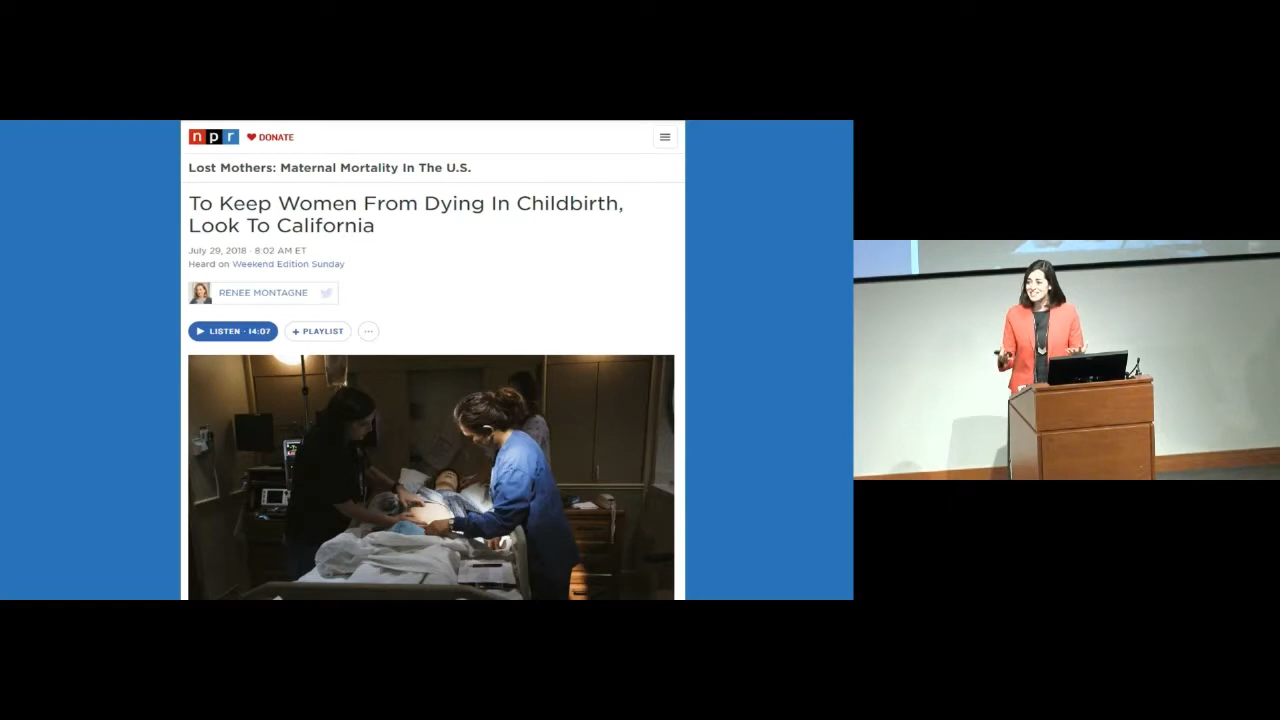 npr DONATE
Lost Mothers: Maternal Mortality In The U.S.
To Keep Women From Dying In Childbirth,
Look To California
July 29, 2018 · 8:02 AM ET
Heard on Weekend Edition Sunday
RENEE MONTAGNE
LISTEN · 14:07
+ PLAYLIST